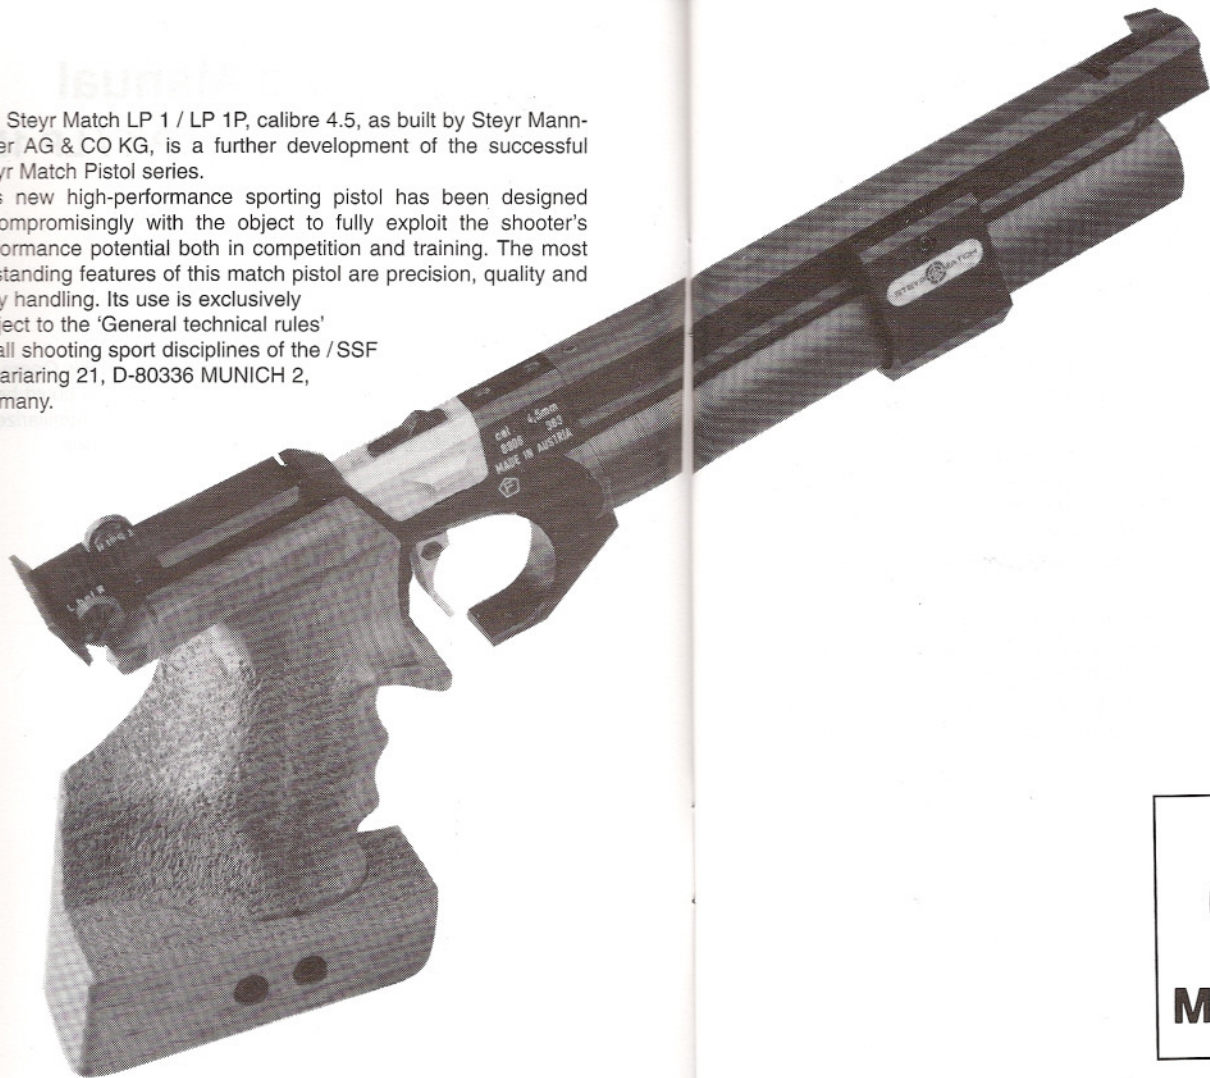 Steyr Match LP 1 / LP 1P, calibre 4.5, as built by Steyr Mann-
er AG & CO KG, is a further development of the successful
yr Match Pistol series.
s new high-performance sporting pistol has been designed
ompromisingly with the object to fully exploit the shooter's
ormance potential both in competition and training. The most
standing features of this match pistol are precision, quality and
y handling. Its use is exclusively
ject to the 'General technical rules'
all shooting sport disciplines of the / SSF
ariaring 21, D-80336 MUNICH 2,
many.
STEYR MATCH
cal 4,5mm
MADE IN AUSTRIA
F
M